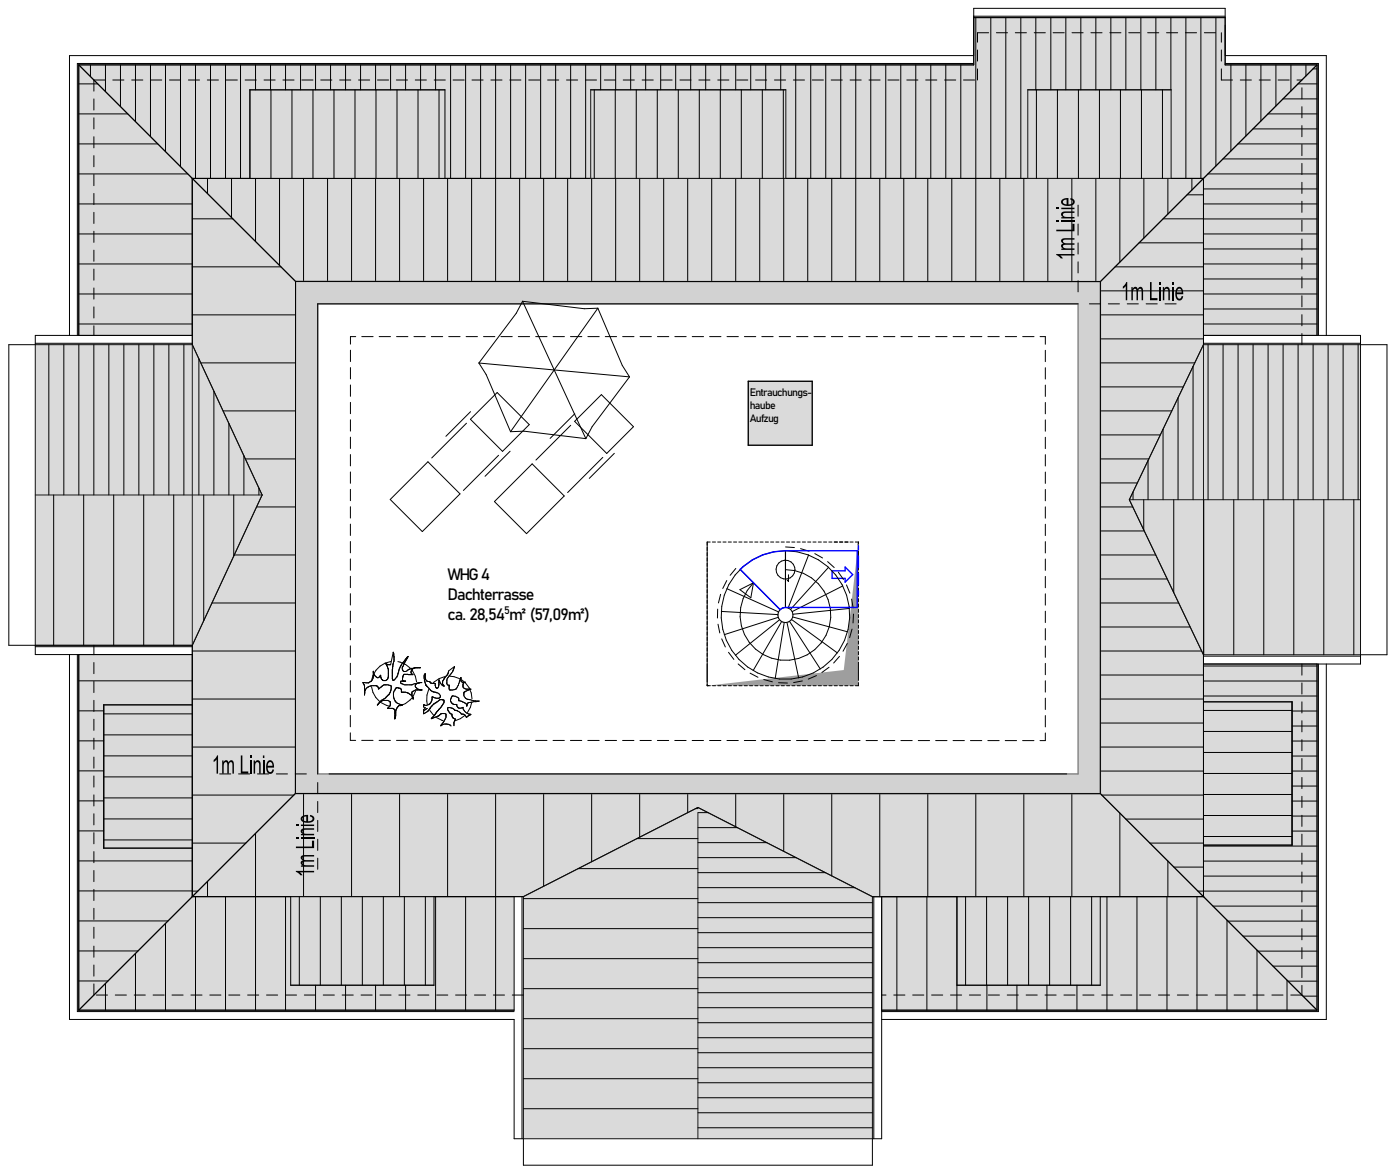 1m Linie
1m Linie
Entrauchungs-
haube
Aufzug
WHG 4
Dachterrasse
ca. 28,54⁵m² (57,09m²)
1m Linie
1m Linie